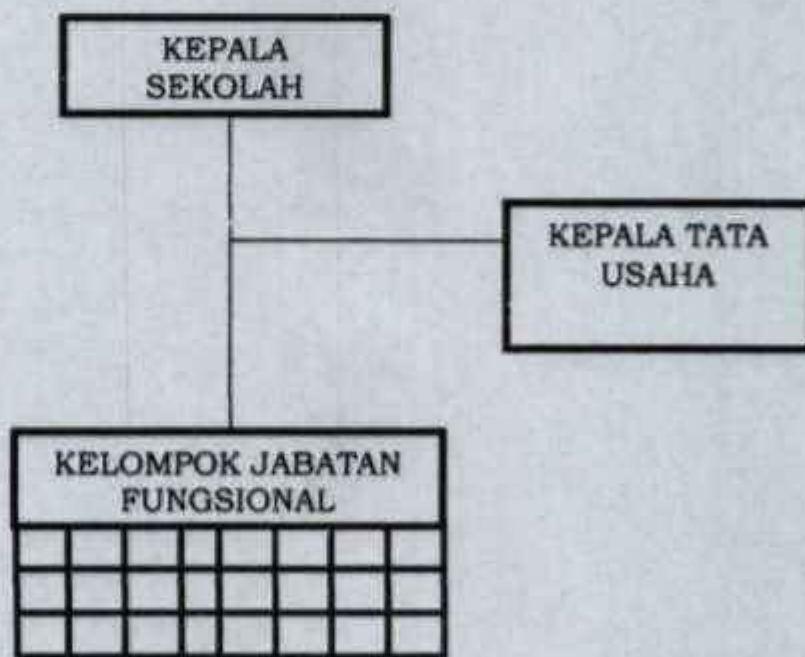 KEPALA
SEKOLAH
KEPALA TATA
USAHA
KELOMPOK JABATAN
FUNGSIONAL